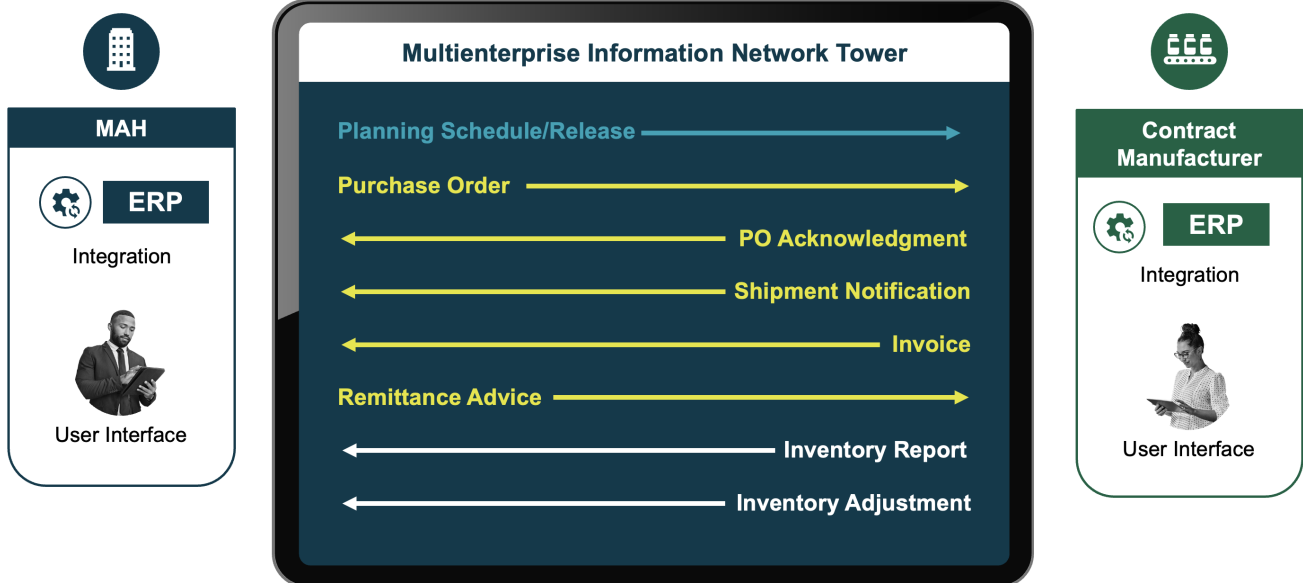 Multienterprise Information Network Tower
MAH
ERP
Integration
User Interface
Planning Schedule/Release
Purchase Order
PO Acknowledgment
Shipment Notification
Invoice
Remittance Advice
Inventory Report
Inventory Adjustment
Contract
Manufacturer
ERP
Integration
User Interface